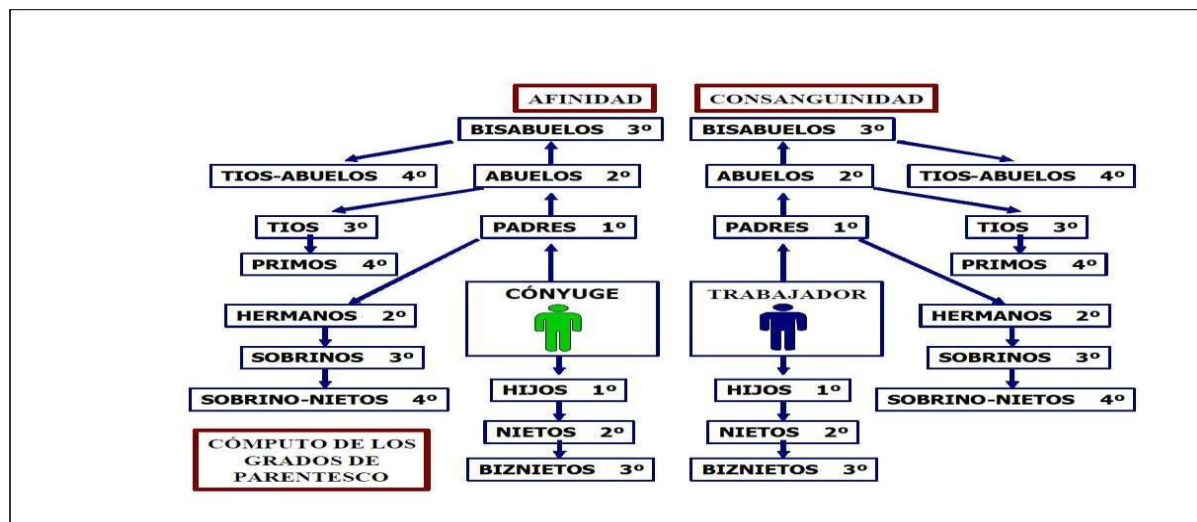 AFINIDAD
CONSANGUINIDAD
BISABUELOS 3º
BISABUELOS 3º
TIOS-ABUELOS 4º
ABUELOS 2º
ABUELOS 2º
TIOS-ABUELOS 4º
TIOS 3º
PADRES 1º
PADRES 1º
TIOS 3º
PRIMOS 4º
PRIMOS 4º
CÓNYUGE
TRABAJADOR
HERMANOS 2º
HERMANOS 2º
SOBRINOS 3º
SOBRINOS 3º
HIJOS 1º
HIJOS 1º
SOBRINO-NIETOS 4º
SOBRINO-NIETOS 4º
NIETOS 2º
NIETOS 2º
CÓMPUTO DE LOS
GRADOS DE
PARENTESCO
BIZNIETOS 3º
BIZNIETOS 3º